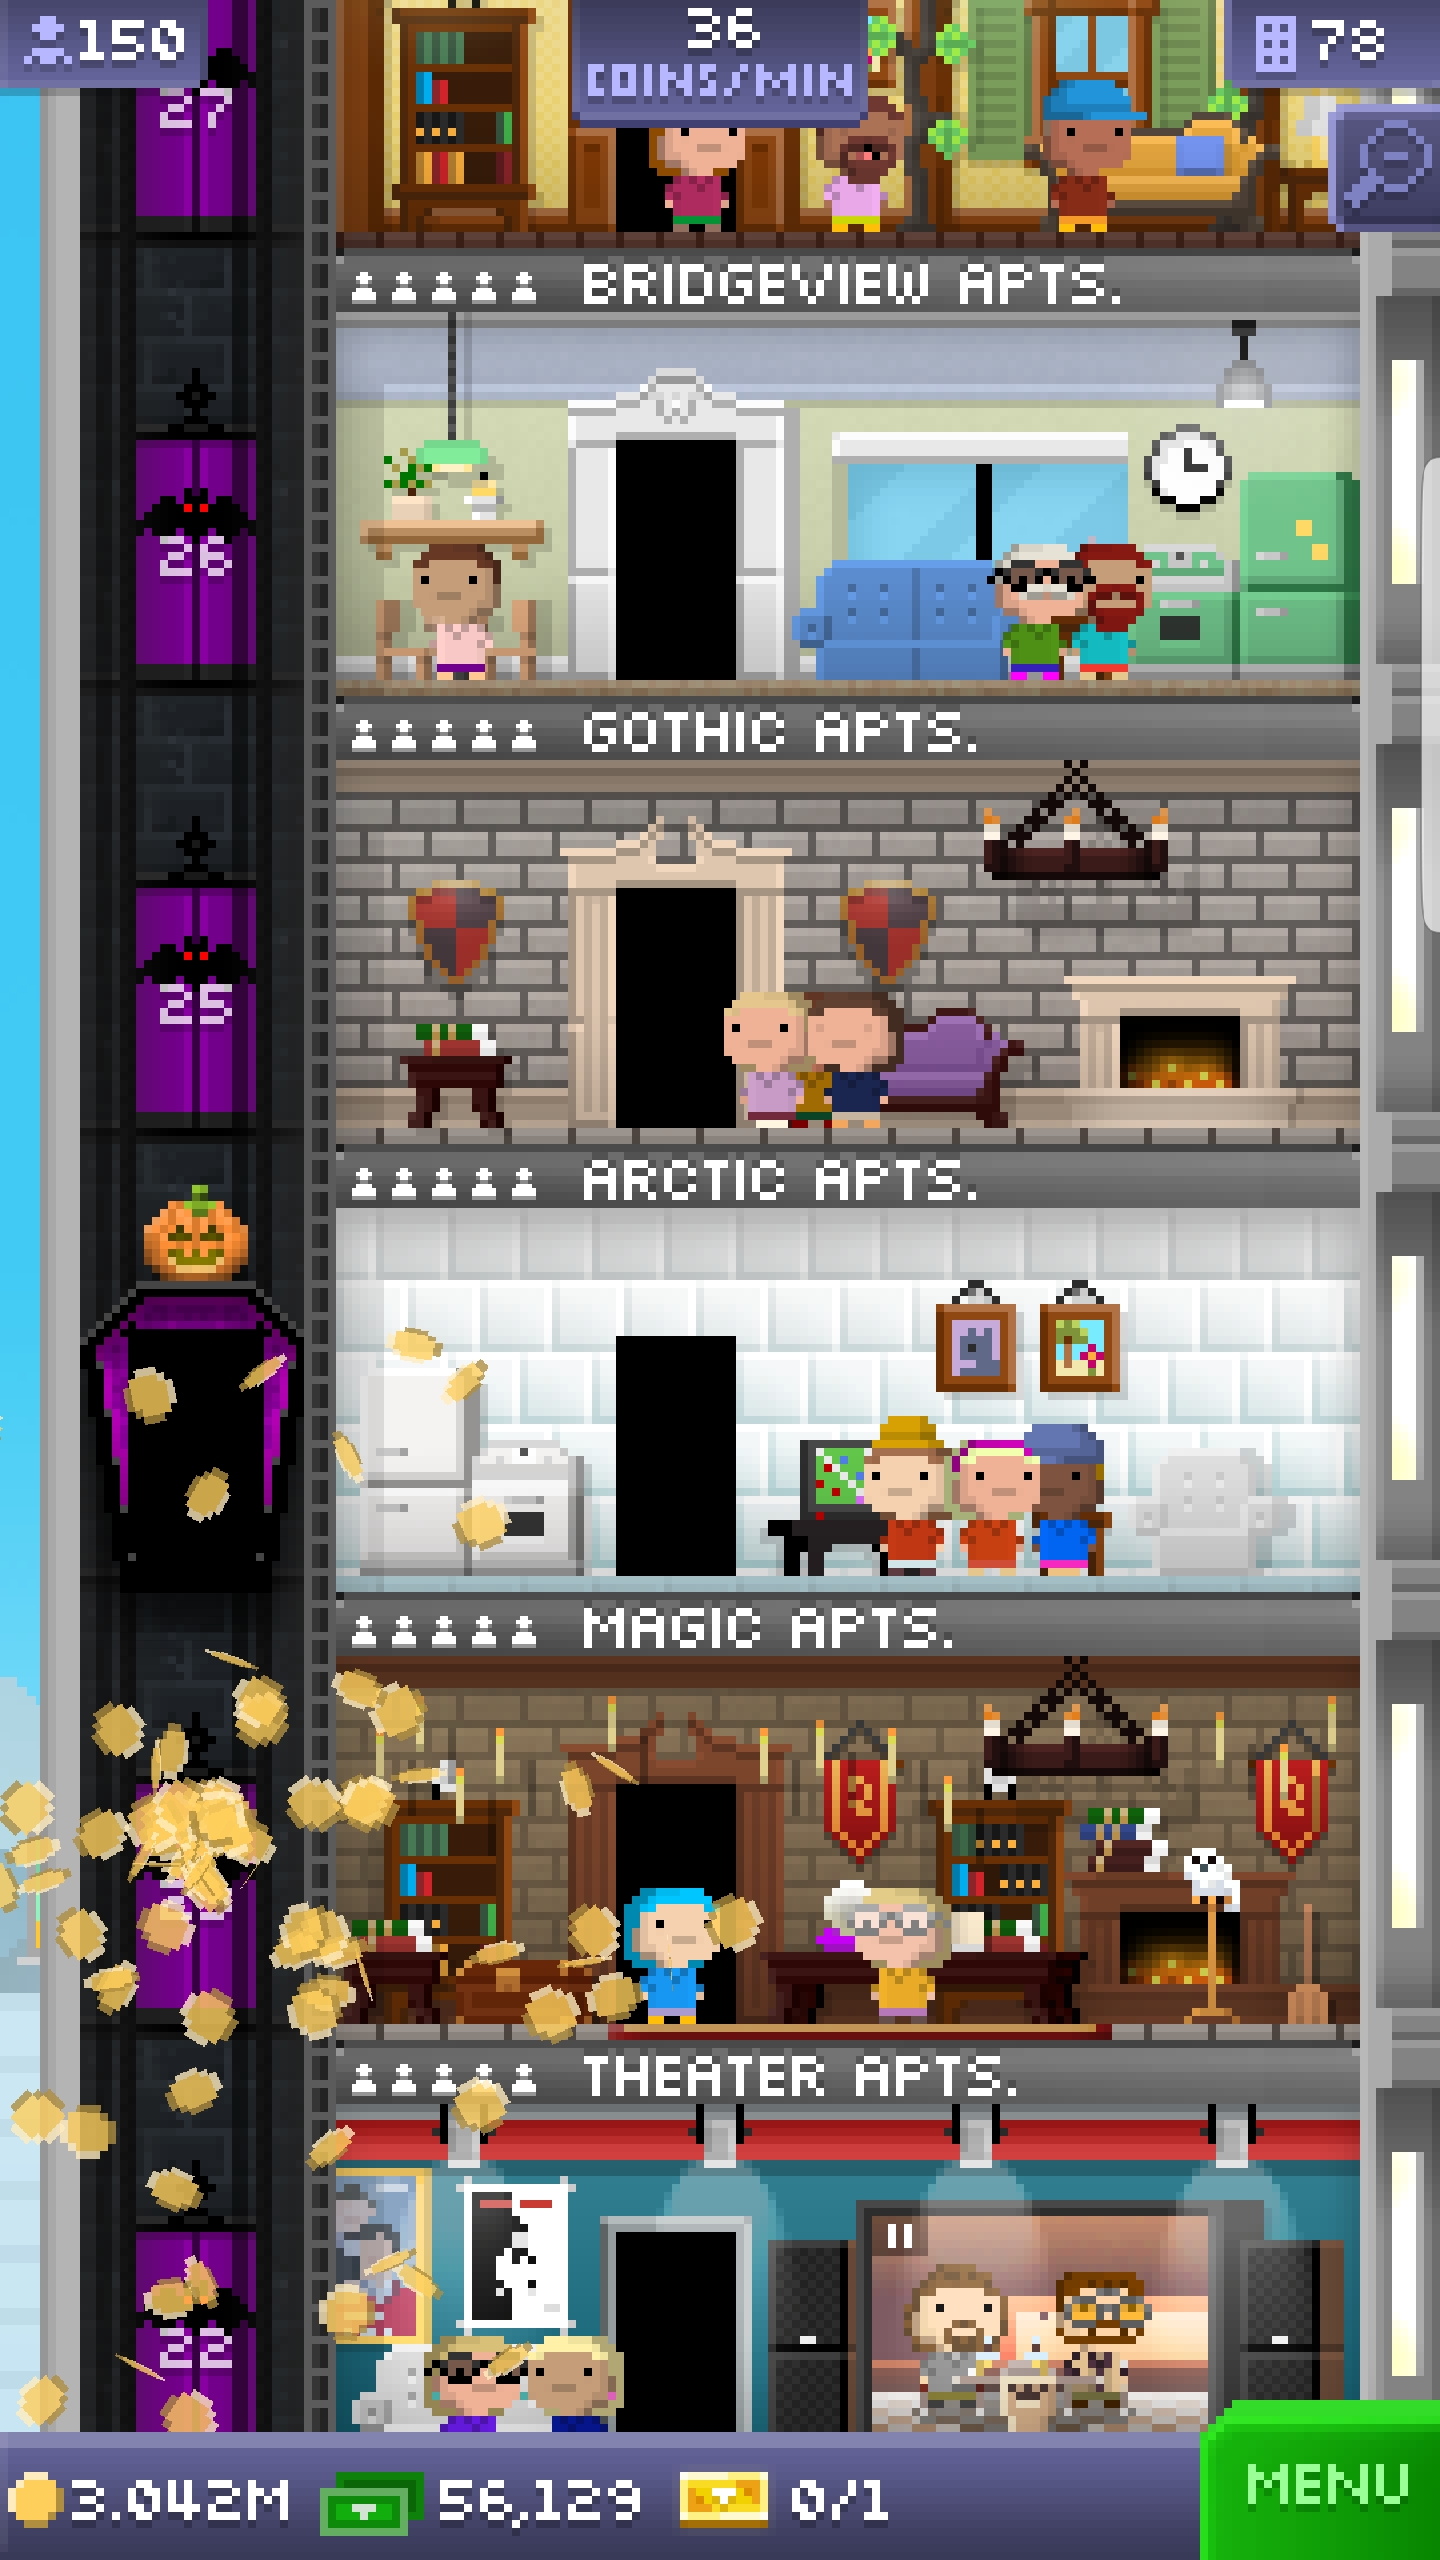 150
36
COINS/MIN
78
27
BRIDGEVIEW APTS.
26
GOTHIC APTS.
25
ARCTIC APTS.
MAGIC APTS.
THEATER APTS.
22
3.042M
56,129
0/1
MENU